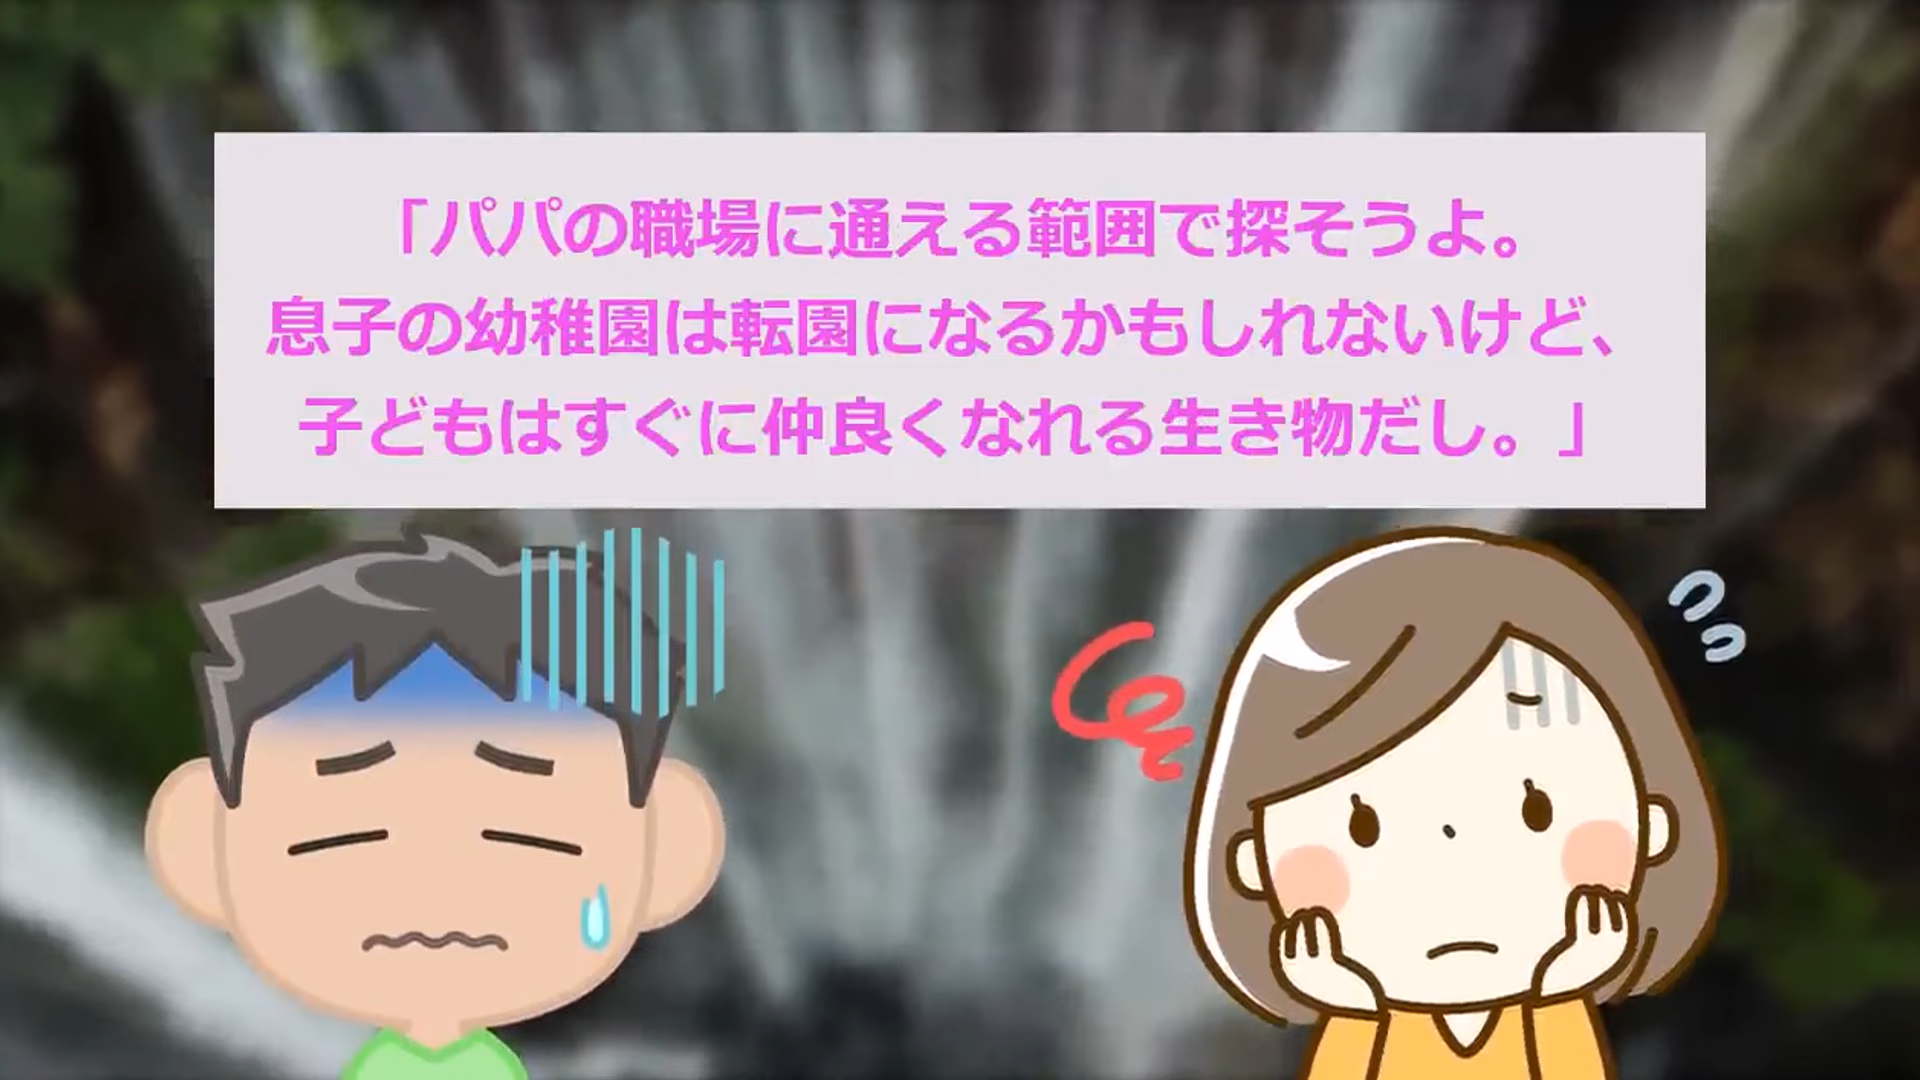 「パパの職場に通える範囲で探そうよ。
息子の幼稚園は転園になるかもしれないけど、
子どもはすぐに仲良くなれる生き物だし。」